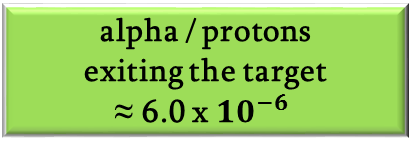 alpha / protons
exiting the target
≈ 6.0 x 10⁻⁶